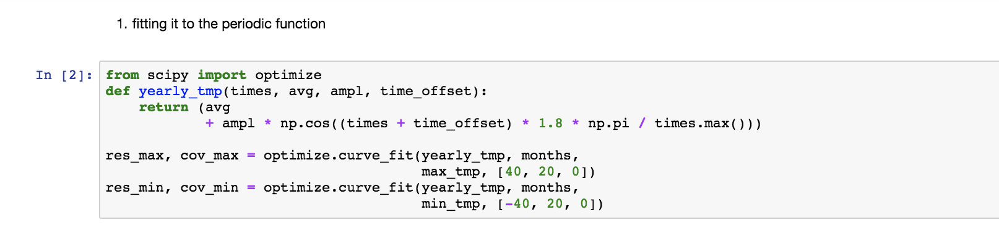 1. fitting it to the periodic function
In [2]:
from scipy import optimize
def yearly_tmp(times, avg, ampl, time_offset):
    return (avg
            + ampl * np.cos((times + time_offset) * 1.8 * np.pi / times.max()))

res_max, cov_max = optimize.curve_fit(yearly_tmp, months,
                                      max_tmp, [40, 20, 0])
res_min, cov_min = optimize.curve_fit(yearly_tmp, months,
                                      min_tmp, [-40, 20, 0])